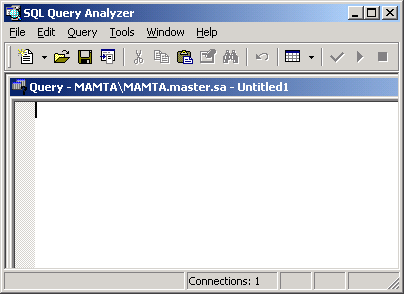 SQL Query Analyzer
File Edit Query Tools Window Help
Query - MAMTA\MAMTA.master.sa - Untitled1
Connections: 1